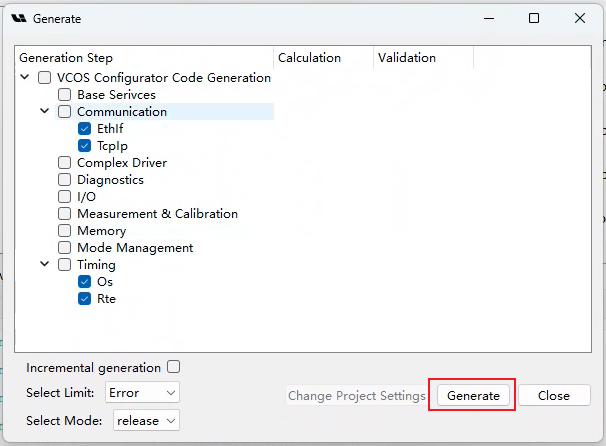 Generate
Generation Step Calculation Validation
VCOS Configurator Code Generation
Base Serivces
Communication
EthIf
TcpIp
Complex Driver
Diagnostics
I/O
Measurement & Calibration
Memory
Mode Management
Timing
Os
Rte
Incremental generation
Select Limit: Error
Change Project Settings Generate Close
Select Mode: release